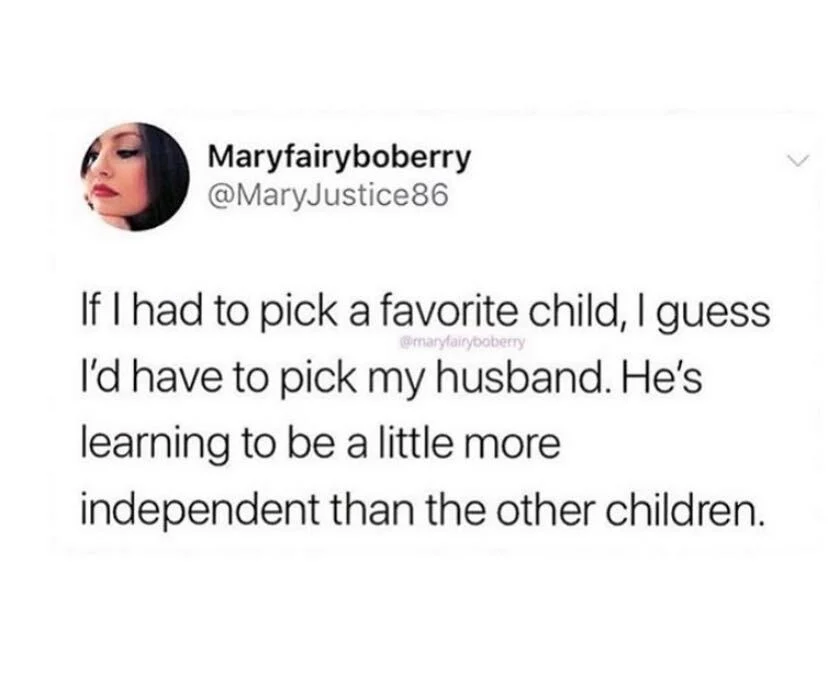 Maryfairyboberry
@MaryJustice86
If I had to pick a favorite child, I guess
@maryfairyboberry
I'd have to pick my husband. He's
learning to be a little more
independent than the other children.